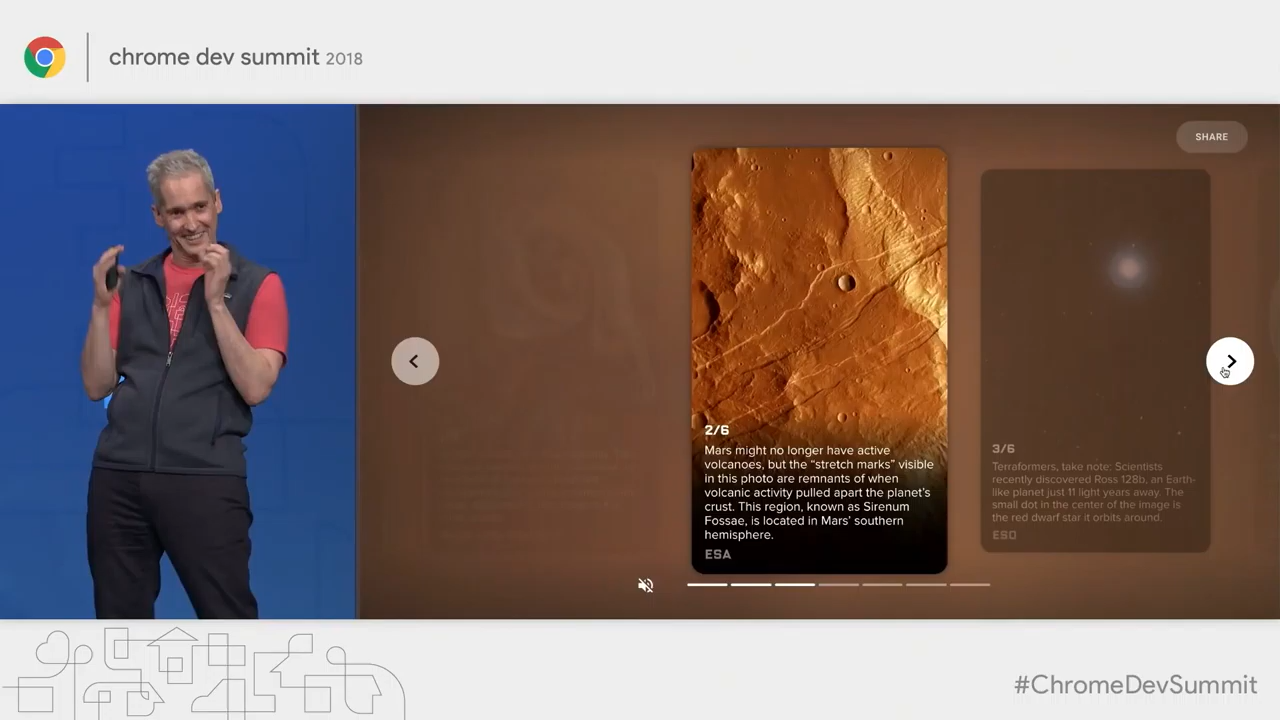 chrome dev summit 2018
SHARE
2/6
Mars might no longer have active
volcanoes, but the “stretch marks” visible
in this photo are remnants of when
volcanic activity pulled apart the planet’s
crust. This region, known as Sirenum
Fossae, is located in Mars’ southern
hemisphere.
ESA
3/6
Terraformers, take note: Scientists
recently discovered Ross 128b, an Earth-
like planet just 11 light years away. The
small dot in the center of the image is
the red dwarf star it orbits around.
ESO
#ChromeDevSummit